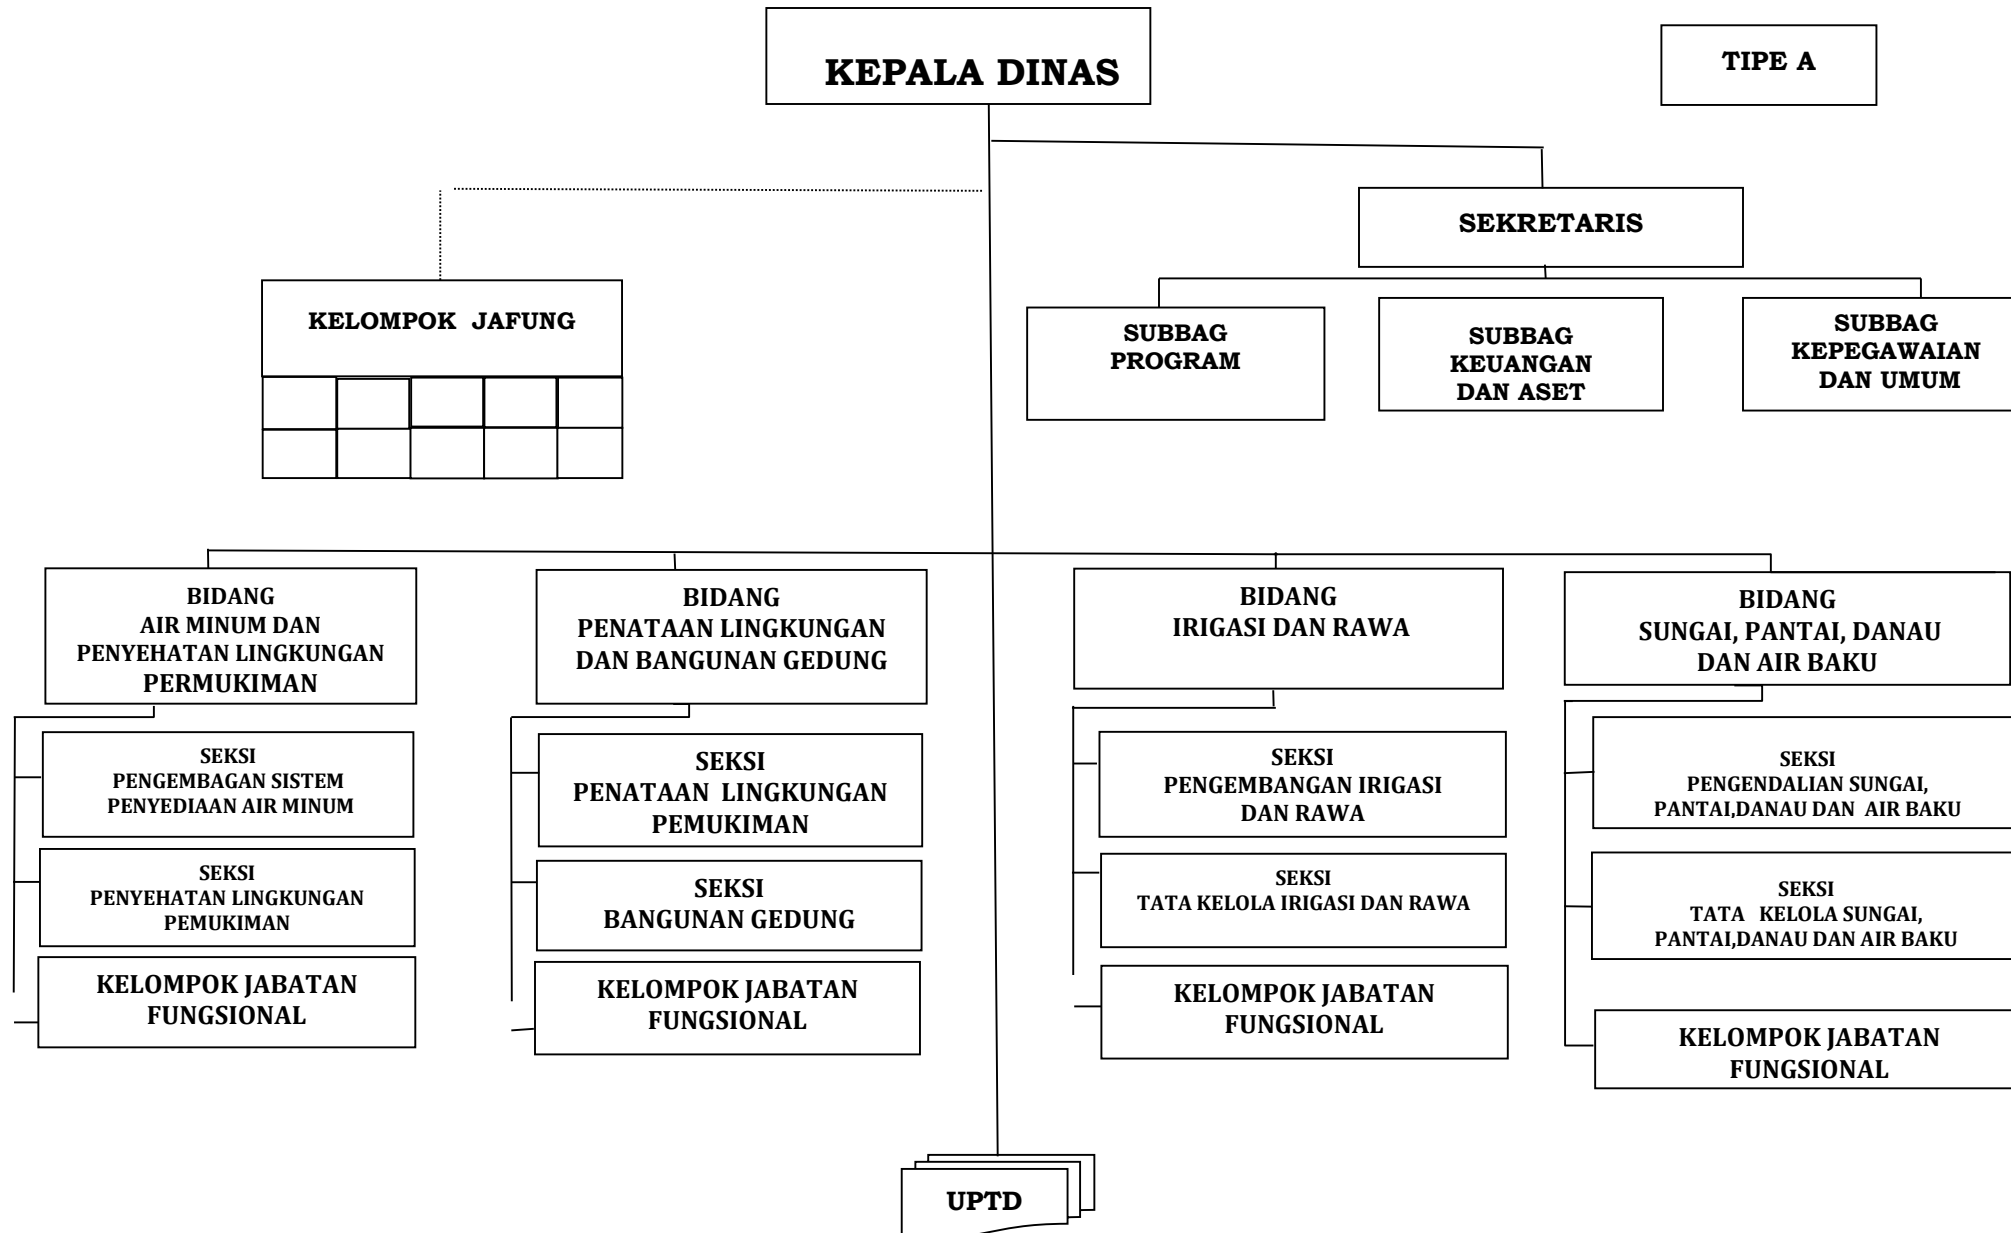 KEPALA DINAS
TIPE A
SEKRETARIS
KELOMPOK JAFUNG
SUBBAG
PROGRAM
SUBBAG
KEUANGAN
DAN ASET
SUBBAG
KEPEGAWAIAN
DAN UMUM
BIDANG
AIR MINUM DAN
PENYEHATAN LINGKUNGAN
PERMUKIMAN
BIDANG
PENATAAN LINGKUNGAN
DAN BANGUNAN GEDUNG
BIDANG
IRIGASI DAN RAWA
BIDANG
SUNGAI, PANTAI, DANAU
DAN AIR BAKU
SEKSI
PENGEMBAGAN SISTEM
PENYEDIAAN AIR MINUM
SEKSI
PENATAAN LINGKUNGAN
PEMUKIMAN
SEKSI
PENGEMBANGAN IRIGASI
DAN RAWA
SEKSI
PENGENDALIAN SUNGAI,
PANTAI,DANAU DAN AIR BAKU
SEKSI
PENYEHATAN LINGKUNGAN
PEMUKIMAN
SEKSI
BANGUNAN GEDUNG
SEKSI
TATA KELOLA IRIGASI DAN RAWA
SEKSI
TATA KELOLA SUNGAI,
PANTAI,DANAU DAN AIR BAKU
KELOMPOK JABATAN
FUNGSIONAL
KELOMPOK JABATAN
FUNGSIONAL
KELOMPOK JABATAN
FUNGSIONAL
KELOMPOK JABATAN
FUNGSIONAL
UPTD